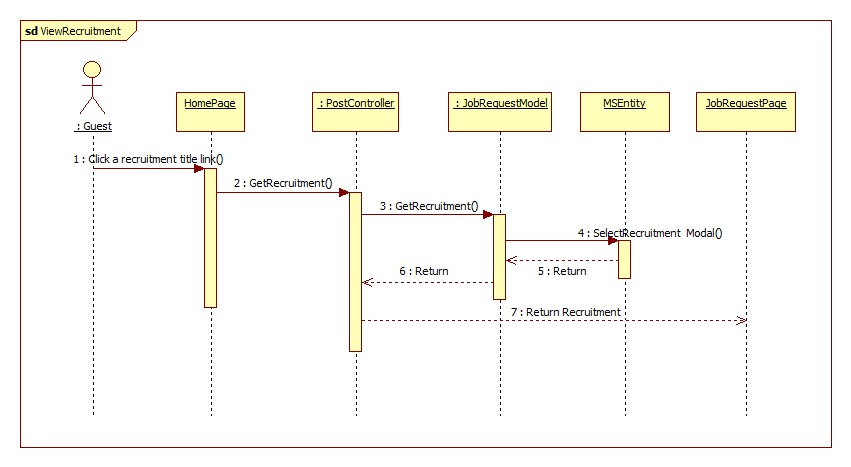 sd ViewRecruitment
: Guest
HomePage
: PostController
: JobRequestModel
MSEntity
JobRequestPage
1 : Click a recruitment title link()
2 : GetRecruitment()
3 : GetRecruitment()
4 : SelectRecruitment Modal()
5 : Return
6 : Return
7 : Return Recruitment